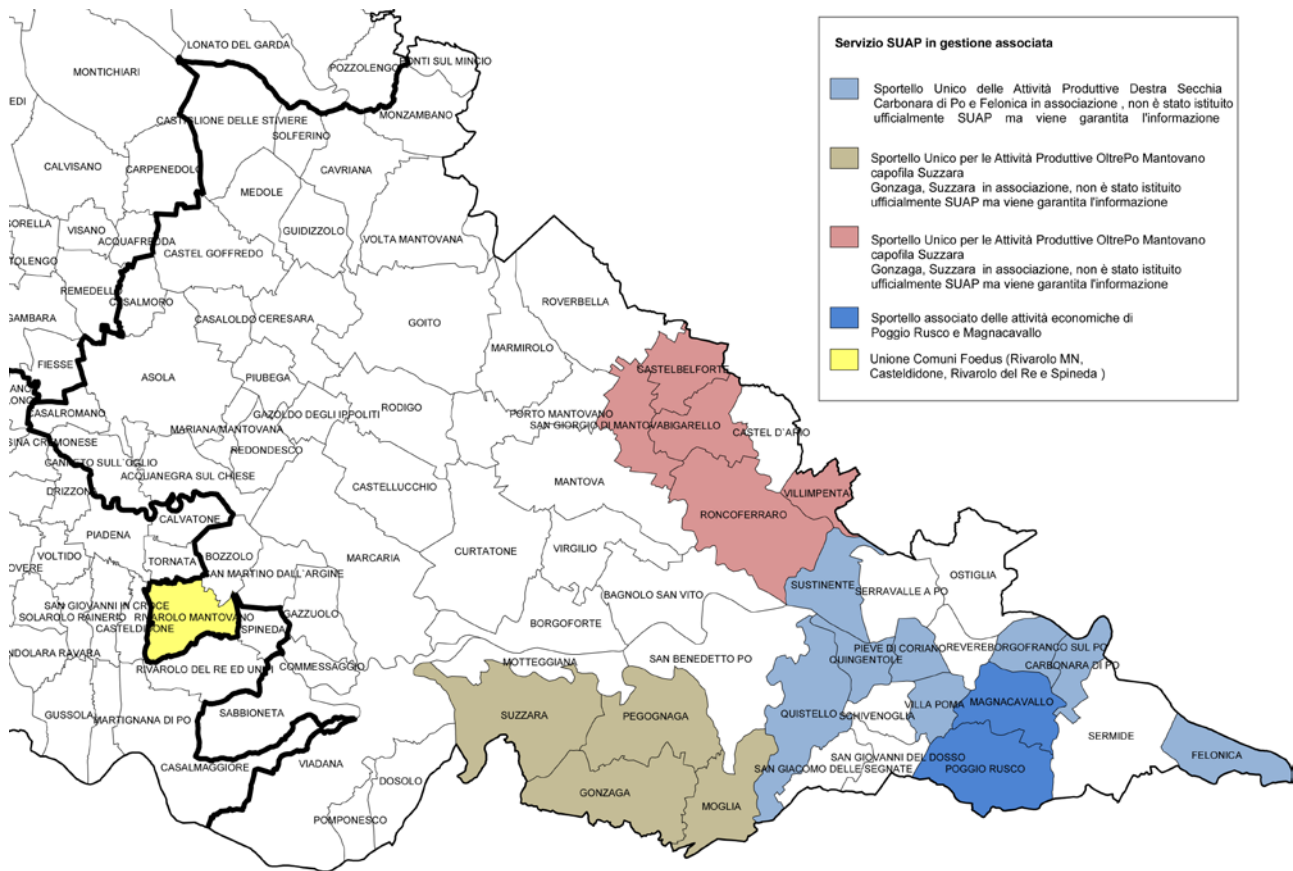 LONATO DEL GARDA
MONTICHIARI
POZZOLENGO
PONTI SUL MINCIO
EDI
CASTIGLIONE DELLE STIVIERE
MONZAMBANO
SOLFERINO
CALVISANO
CARPENEDOLO
CAVRIANA
MEDOLE
VISANO
ACQUAFREDDA
GUIDIZZOLO
CASTEL GOFFREDO
VOLTA MANTOVANA
REMEDELLO
CASALMORO
ROVERBELLA
GAMBARA
CASALOLDO
CERESARA
GOITO
MARMIROLO
FIESSE
ASOLA
PIUBEGA
CASTELBELFORTE
CASALROMANO
GAZOLDO DEGLI IPPOLITI
RODIGO
PORTO MANTOVANO
SAN GIORGIO DI MANTOVA
BIGARELLO
MARIANA MANTOVANA
CASTEL D'ARIO
SINA CREMONESE
REDONDESCO
CANNETO SULL'OGLIO
ACQUANEGRA SUL CHIESE
MANTOVA
CASTELLUCCHIO
DRIZZONA
VILLIMPENTA
CALVATONE
RONCOFERRARO
PIADENA
CURTATONE
VIRGILIO
VOLTIDO
TORNATA
BOZZOLO
MARCARIA
SAN MARTINO DALL'ARGINE
OSTIGLIA
SUSTINENTE
SERRAVALLE A PO
BAGNOLO SAN VITO
SAN GIOVANNI IN CROCE
GAZZUOLO
SOLAROLO RAINERIO
RIVAROLO MANTOVANO
BORGOFORTE
CASTELDIDONE
SPINEDA
PIEVE DI CORIANO
REVERE
BORGOFRANCO SUL PO
NDOLARA RAVARA
QUINGENTOLE
MOTTEGGIANA
SAN BENEDETTO PO
CARBONARA DI PO
RIVAROLO DEL RE ED UNITI
COMMESSAGGIO
MAGNACAVALLO
VILLA POMA
GUSSOLA
MARTIGNANA DI PO
SABBIONETA
SUZZARA
PEGOGNAGA
QUISTELLO
SCHIVENOGLIA
SERMIDE
FELONICA
SAN GIOVANNI DEL DOSSO
CASALMAGGIORE
VIADANA
SAN GIACOMO DELLE SEGNATE
POGGIO RUSCO
DOSOLO
GONZAGA
MOGLIA
POMPONESCO
Servizio SUAP in gestione associata
Sportello Unico delle Attività Produttive Destra Secchia
Carbonara di Po e Felonica in associazione , non è stato istituito
ufficialmente SUAP ma viene garantita l'informazione
Sportello Unico per le Attività Produttive OltrePo Mantovano
capofila Suzzara
Gonzaga, Suzzara in associazione, non è stato istituito
ufficialmente SUAP ma viene garantita l'informazione
Sportello Unico per le Attività Produttive OltrePo Mantovano
capofila Suzzara
Gonzaga, Suzzara in associazione, non è stato istituito
ufficialmente SUAP ma viene garantita l'informazione
Sportello associato delle attività economiche di
Poggio Rusco e Magnacavallo
Unione Comuni Foedus (Rivarolo MN,
Casteldidone, Rivarolo del Re e Spineda )